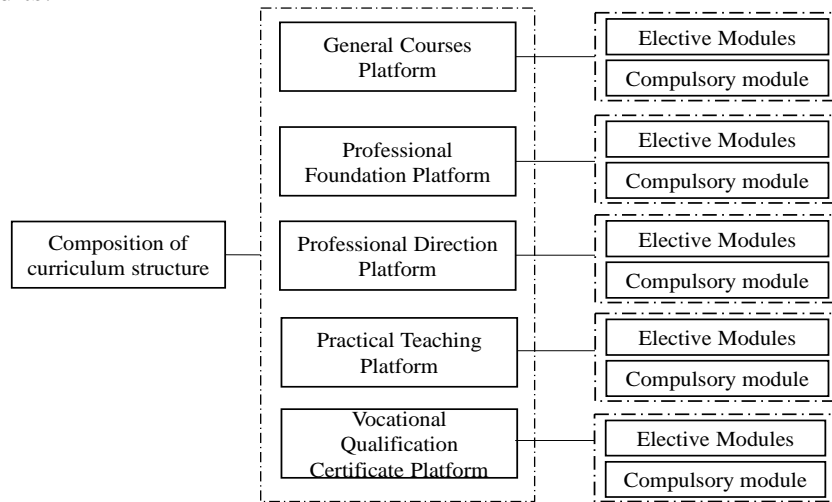 General Courses
Platform
Elective Modules
Compulsory module
Professional
Foundation Platform
Elective Modules
Compulsory module
Composition of
curriculum structure
Professional Direction
Platform
Elective Modules
Compulsory module
Practical Teaching
Platform
Elective Modules
Compulsory module
Vocational
Qualification
Certificate Platform
Elective Modules
Compulsory module